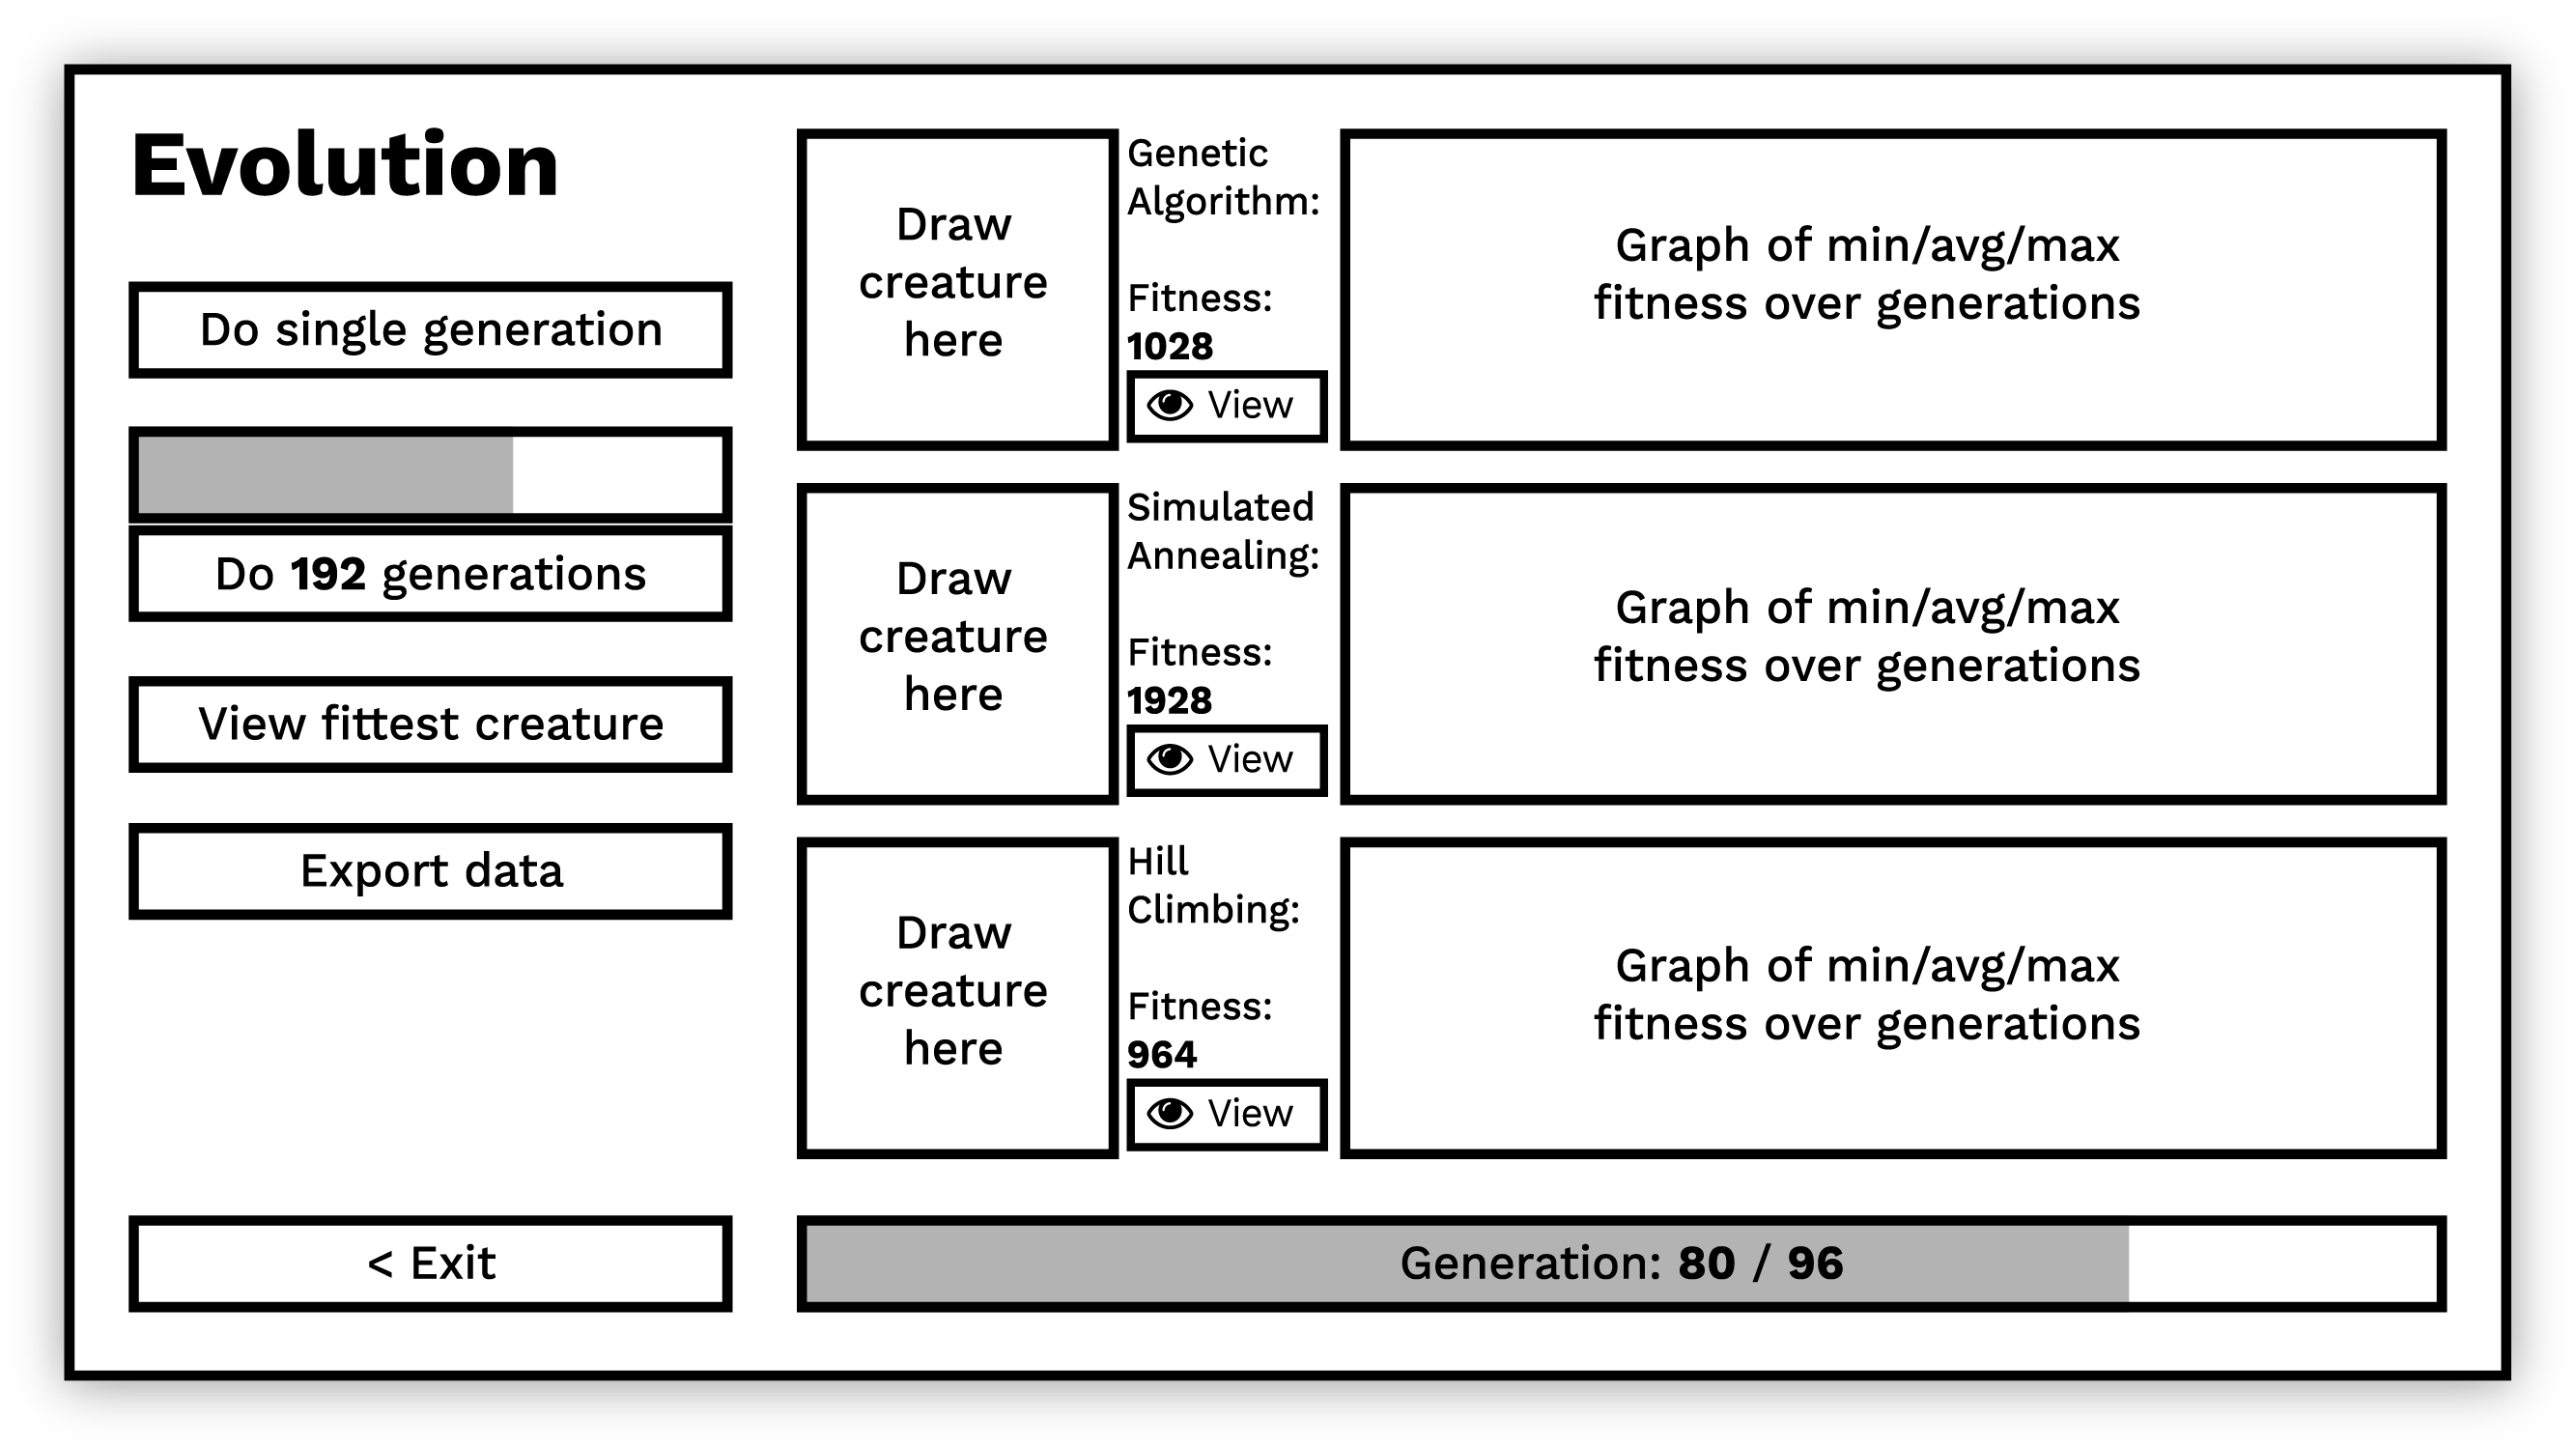 Evolution
Do single generation
Do 192 generations
View fittest creature
Export data
< Exit
Draw
creature
here
Genetic
Algorithm:
Fitness:
1028
View
Graph of min/avg/max
fitness over generations
Draw
creature
here
Simulated
Annealing:
Fitness:
1928
View
Graph of min/avg/max
fitness over generations
Draw
creature
here
Hill
Climbing:
Fitness:
964
View
Graph of min/avg/max
fitness over generations
Generation: 80 / 96